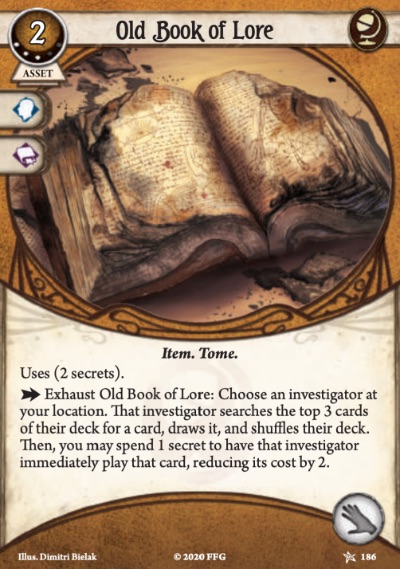 Old Book of Lore
2
ASSET
Item. Tome.
Uses (2 secrets).
Exhaust Old Book of Lore: Choose an investigator at
your location. That investigator searches the top 3 cards
of their deck for a card, draws it, and shuffles their deck.
Then, you may spend 1 secret to have that investigator
immediately play that card, reducing its cost by 2.
Illus. Dimitri Bielak
© 2020 FFG
186